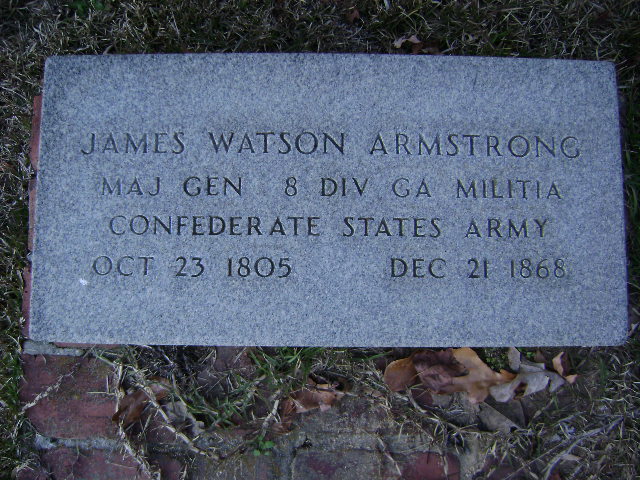 JAMES WATSON ARMSTRONG
MAJ GEN 8 DIV GA MILITIA
CONFEDERATE STATES ARMY
OCT 23 1805 DEC 21 1868